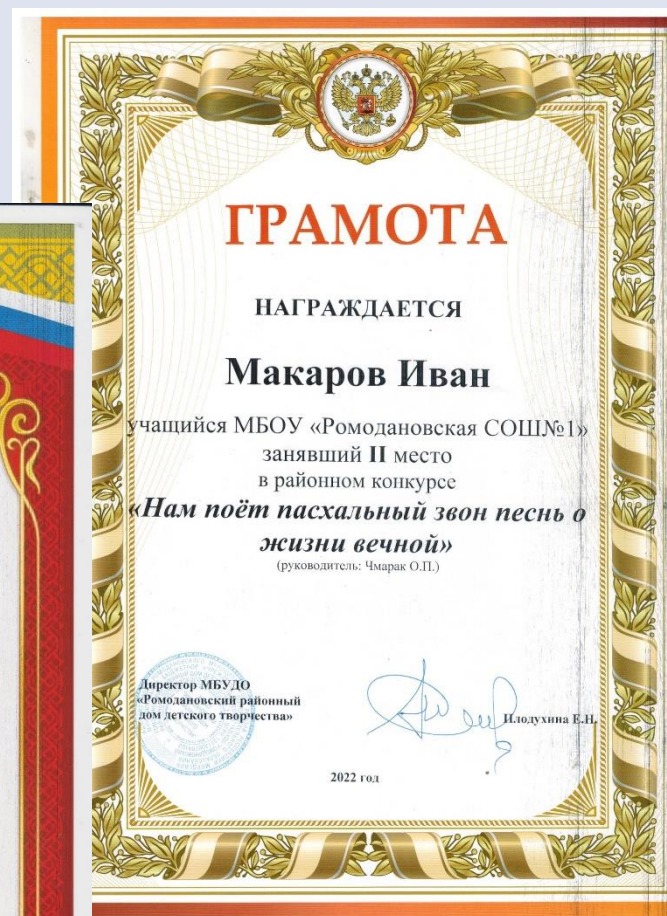 ГРАМОТА
НАГРАЖДАЕТСЯ
Макаров Иван
учащийся МБОУ «Ромодановская СОШ№1»
занявший II место
в районном конкурсе
«Нам поёт пасхальный звон песнь о
жизни вечной»
(руководитель: Чмарак О.П.)
Директор МБУДО
«Ромодановский районный
дом детского творчества»
Плодухина Е.Н.
2022 год